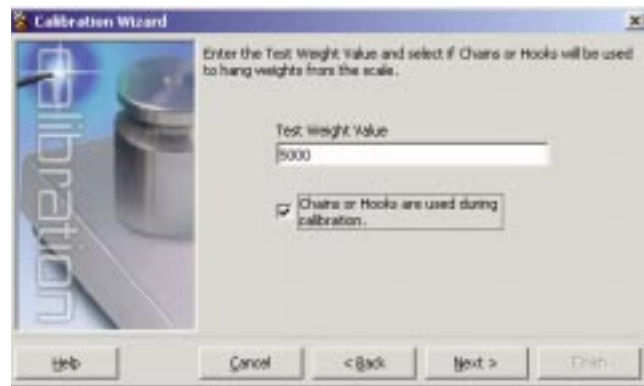 Calibration Wizard
Calibration
Enter the Test Weight Value and select if Chains or Hooks will be used
to hang weights from the scale.
Test Weight Value
5000
Chains or Hooks are used during
calibration.
Help
Cancel
< Back
Next >
Finish